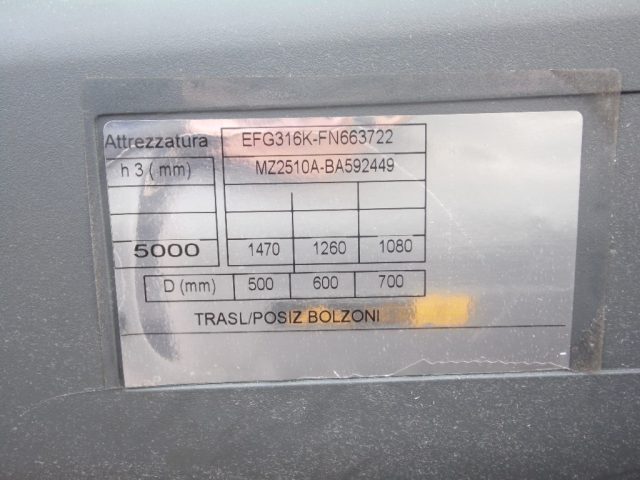 Attrezzatura EFG316K-FN663722
h 3 ( mm) MZ2510A-BA592449
5000 1470 1260 1080
D (mm) 500 600 700
TRASL/POSIZ BOLZONI